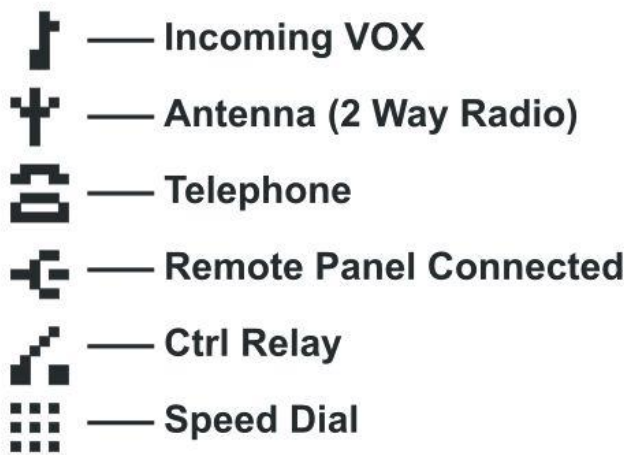 Incoming VOX
Antenna (2 Way Radio)
Telephone
Remote Panel Connected
Ctrl Relay
Speed Dial